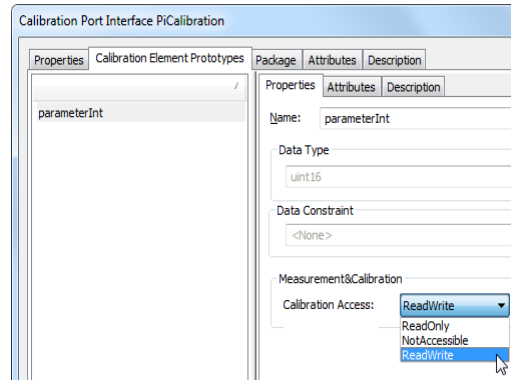 Calibration Port Interface PiCalibration
Properties Calibration Element Prototypes Package Attributes Description
/
parameterInt
Properties Attributes Description
Name: parameterInt
Data Type
uint16
Data Constraint
<None>
Measurement&Calibration
Calibration Access: ReadWrite
ReadOnly
NotAccessible
ReadWrite